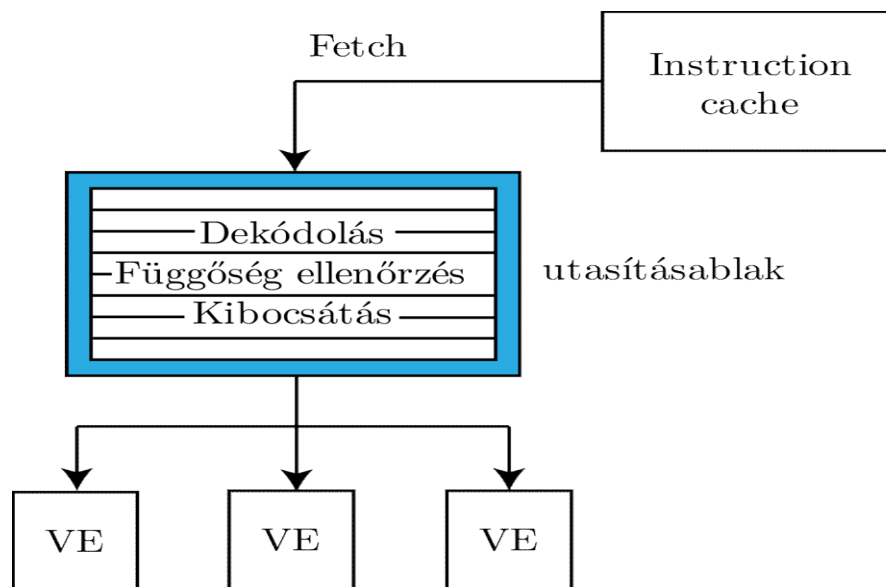 Fetch
Instruction
cache
Dekódolás
Függőség ellenőrzés
Kibocsátás
utasításablak
VE
VE
VE